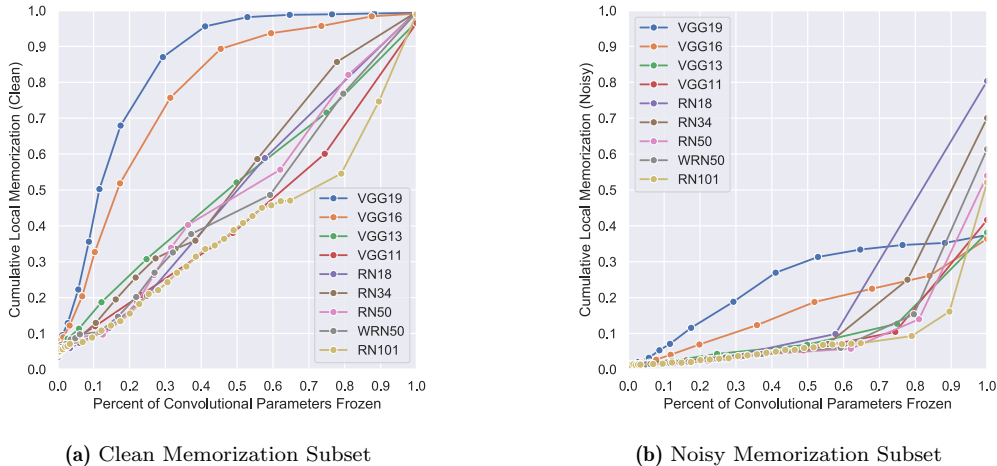 1.0
0.9
0.8
0.7
0.6
0.5
0.4
0.3
0.2
0.1
0.0
Cumulative Local Memorization (Clean)
VGG19
VGG16
VGG13
VGG11
RN18
RN34
RN50
WRN50
RN101
0.0 0.1 0.2 0.3 0.4 0.5 0.6 0.7 0.8 0.9 1.0
Percent of Convolutional Parameters Frozen
(a) Clean Memorization Subset
1.0
0.9
0.8
0.7
0.6
0.5
0.4
0.3
0.2
0.1
0.0
Cumulative Local Memorization (Noisy)
VGG19
VGG16
VGG13
VGG11
RN18
RN34
RN50
WRN50
RN101
0.0 0.1 0.2 0.3 0.4 0.5 0.6 0.7 0.8 0.9 1.0
Percent of Convolutional Parameters Frozen
(b) Noisy Memorization Subset